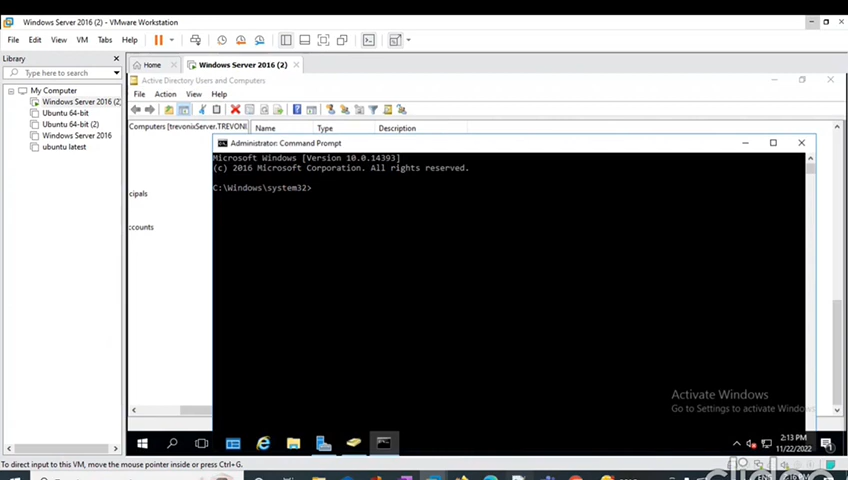 Windows Server 2016 (2) - VMware Workstation
File Edit View VM Tabs Help
Library
Type here to search
My Computer
Windows Server 2016 (2)
Ubuntu 64-bit
Ubuntu 64-bit (2)
Windows Server 2016
ubuntu latest
Home
Windows Server 2016 (2)
Active Directory Users and Computers
File Action View Help
Computers [trevonixServer.TREVONI
Name Type Description
cipals
ccounts
Administrator: Command Prompt
Microsoft Windows [Version 10.0.14393]
(c) 2016 Microsoft Corporation. All rights reserved.
C:\Windows\system32>
Activate Windows
Go to Settings to activate Windows
2:13 PM
11/22/2022
To direct input to this VM, move the mouse pointer inside or press Ctrl+G.